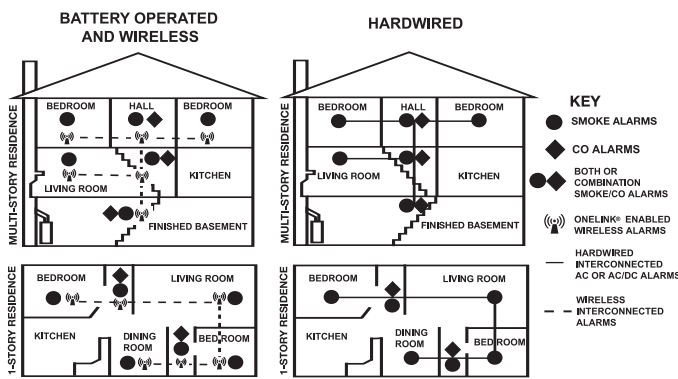 BATTERY OPERATED
AND WIRELESS
HARDWIRED
MULTI-STORY RESIDENCE
BEDROOM
HALL
BEDROOM
LIVING ROOM
KITCHEN
FINISHED BASEMENT
MULTI-STORY RESIDENCE
BEDROOM
HALL
BEDROOM
LIVING ROOM
KITCHEN
FINISHED BASEMENT
KEY
SMOKE ALARMS
CO ALARMS
BOTH OR
COMBINATION
SMOKE/CO ALARMS
ONELINK® ENABLED
WIRELESS ALARMS
HARDWIRED
INTERCONNECTED
AC OR AC/DC ALARMS
WIRELESS
INTERCONNECTED
ALARMS
1-STORY RESIDENCE
BEDROOM
LIVING ROOM
KITCHEN
DINING
ROOM
BEDROOM
1-STORY RESIDENCE
BEDROOM
LIVING ROOM
KITCHEN
DINING
ROOM
BEDROOM